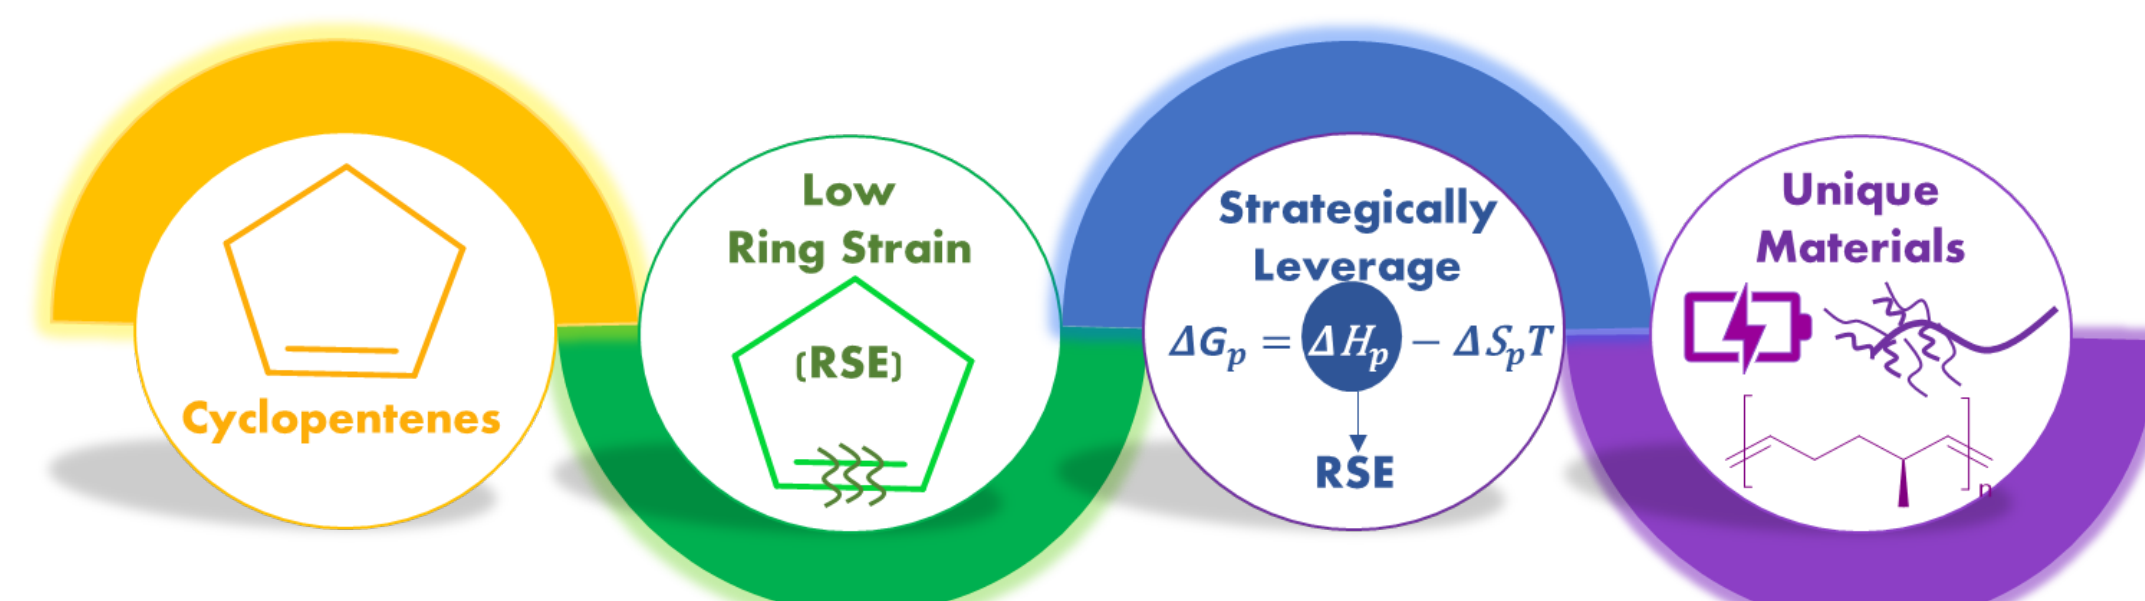 Cyclopentenes
Low
Ring Strain
(RSE)
Strategically
Leverage
ΔG_p = ΔH_p − ΔS_pT
RSE
Unique
Materials
n